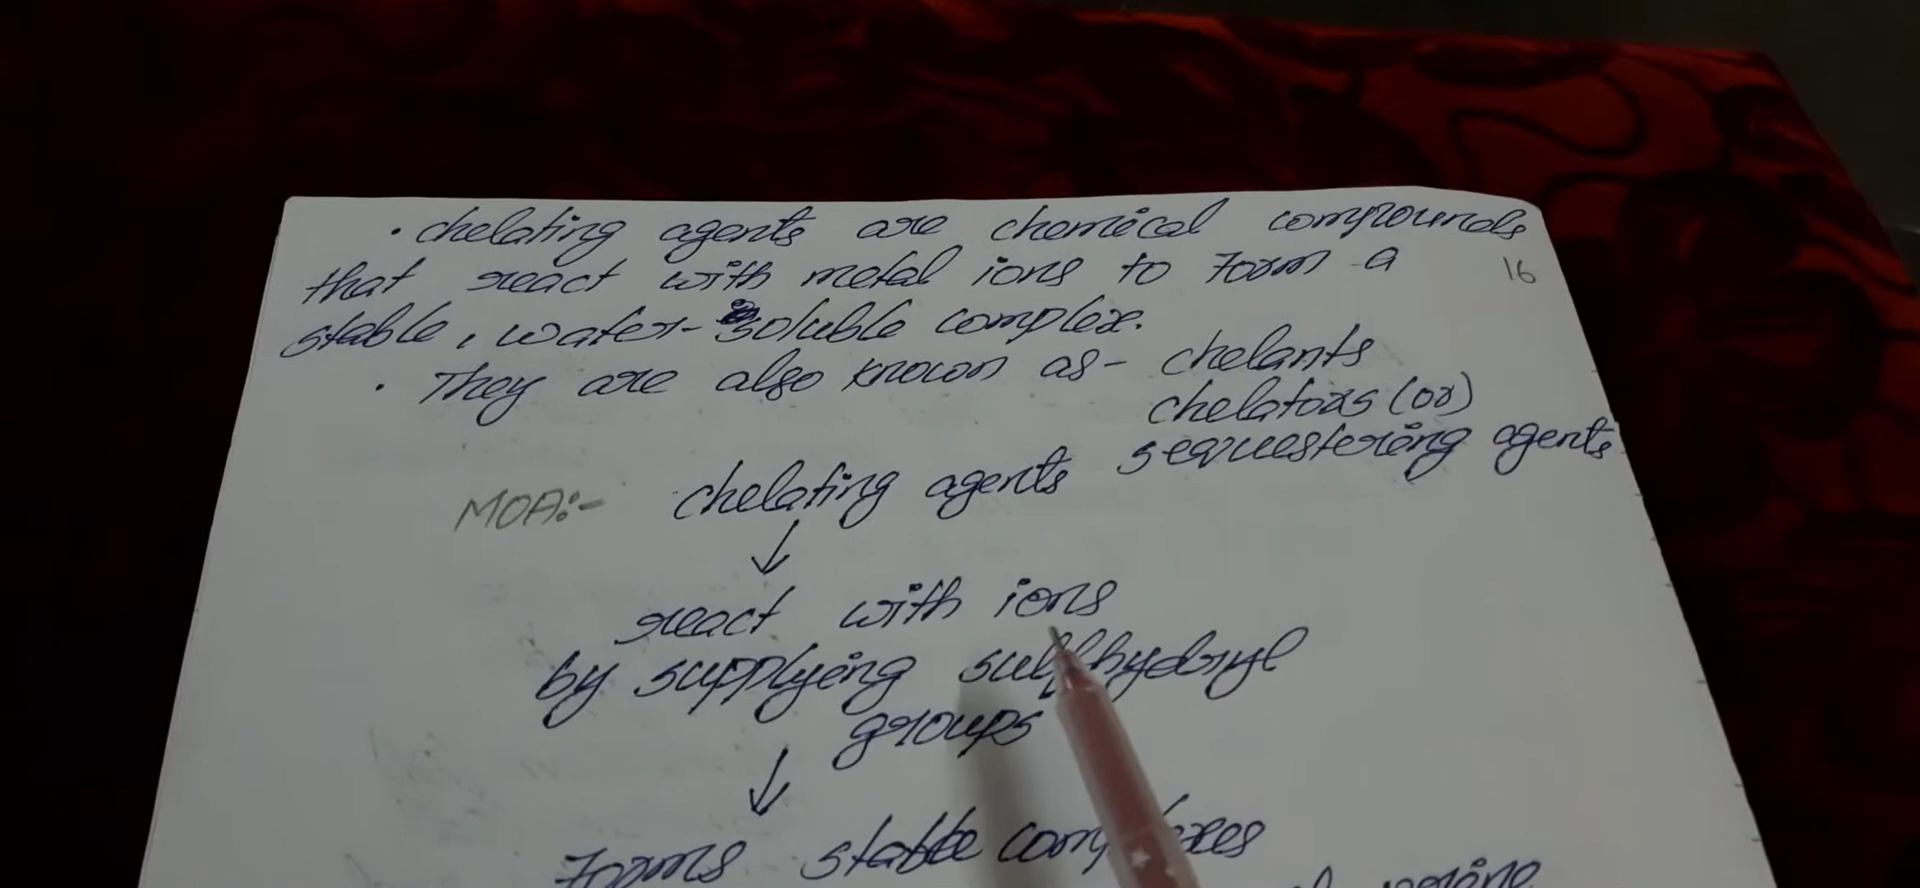 • chelating agents are chemical compounds
that react with metal ions to form a
16
stable, water-soluble complex.
• They are also known as- chelants
chelators (or)
sequestering agents
MOA:- chelating agents
↓
react with ions
by supplying sulfhydryl
groups
↓
Forms stable complexes